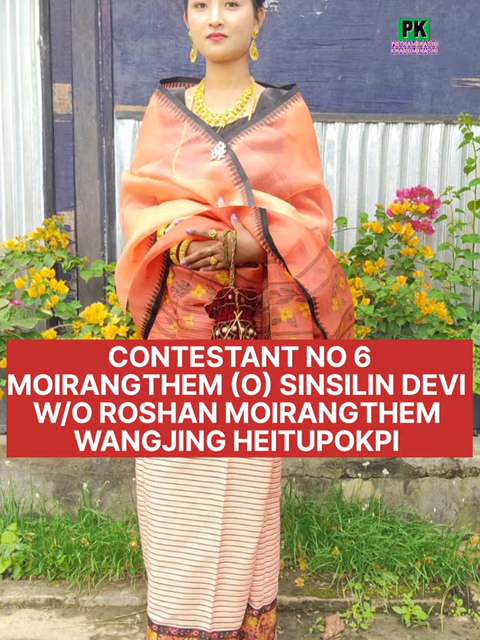 PK
CONTESTANT NO 6
MOIRANGTHEM (O) SINSILIN DEVI
W/O ROSHAN MOIRANGTHEM
WANGJING HEITUPOKPI